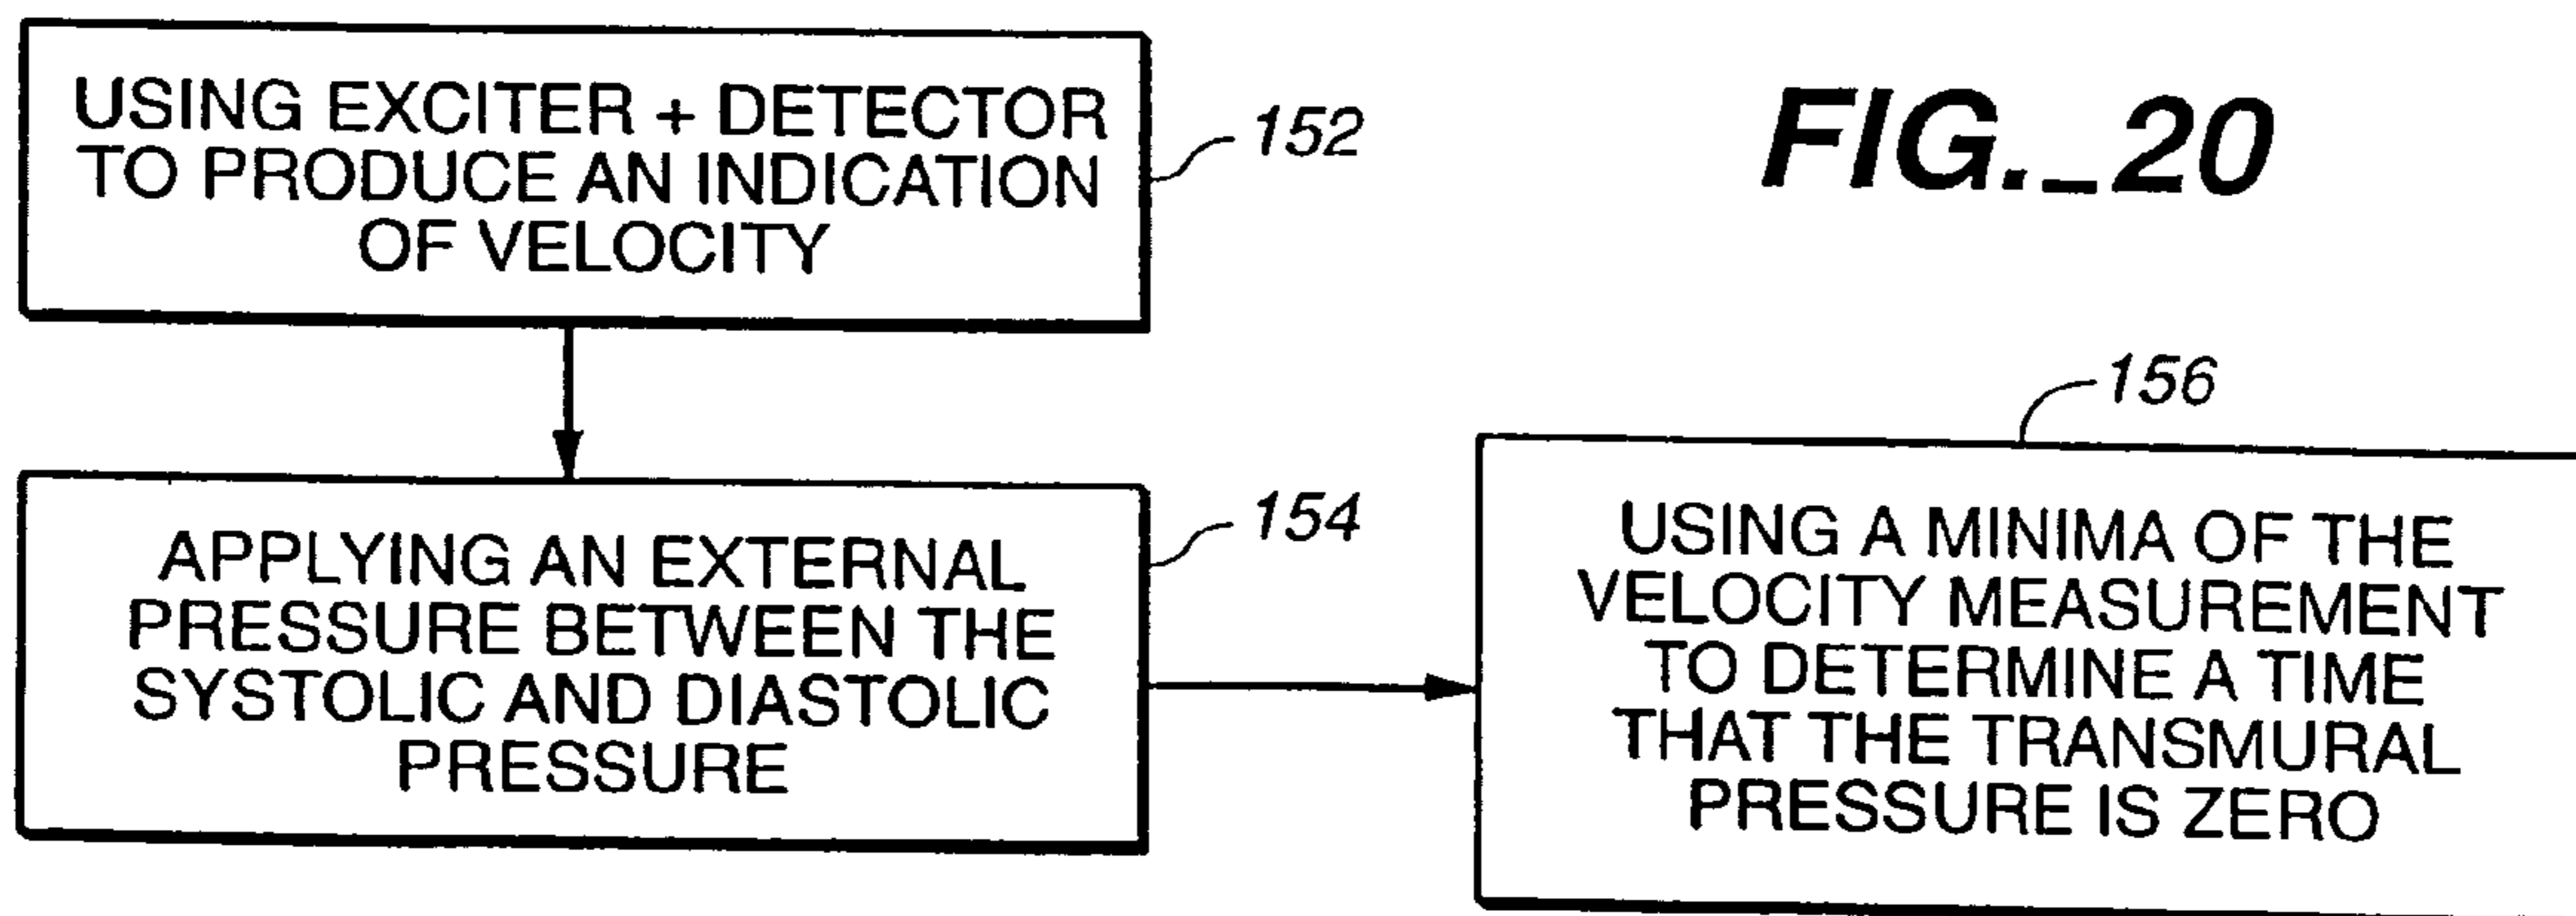 USING EXCITER + DETECTOR
TO PRODUCE AN INDICATION
OF VELOCITY
152
FIG._20
APPLYING AN EXTERNAL
PRESSURE BETWEEN THE
SYSTOLIC AND DIASTOLIC
PRESSURE
154
156
USING A MINIMA OF THE
VELOCITY MEASUREMENT
TO DETERMINE A TIME
THAT THE TRANSMURAL
PRESSURE IS ZERO